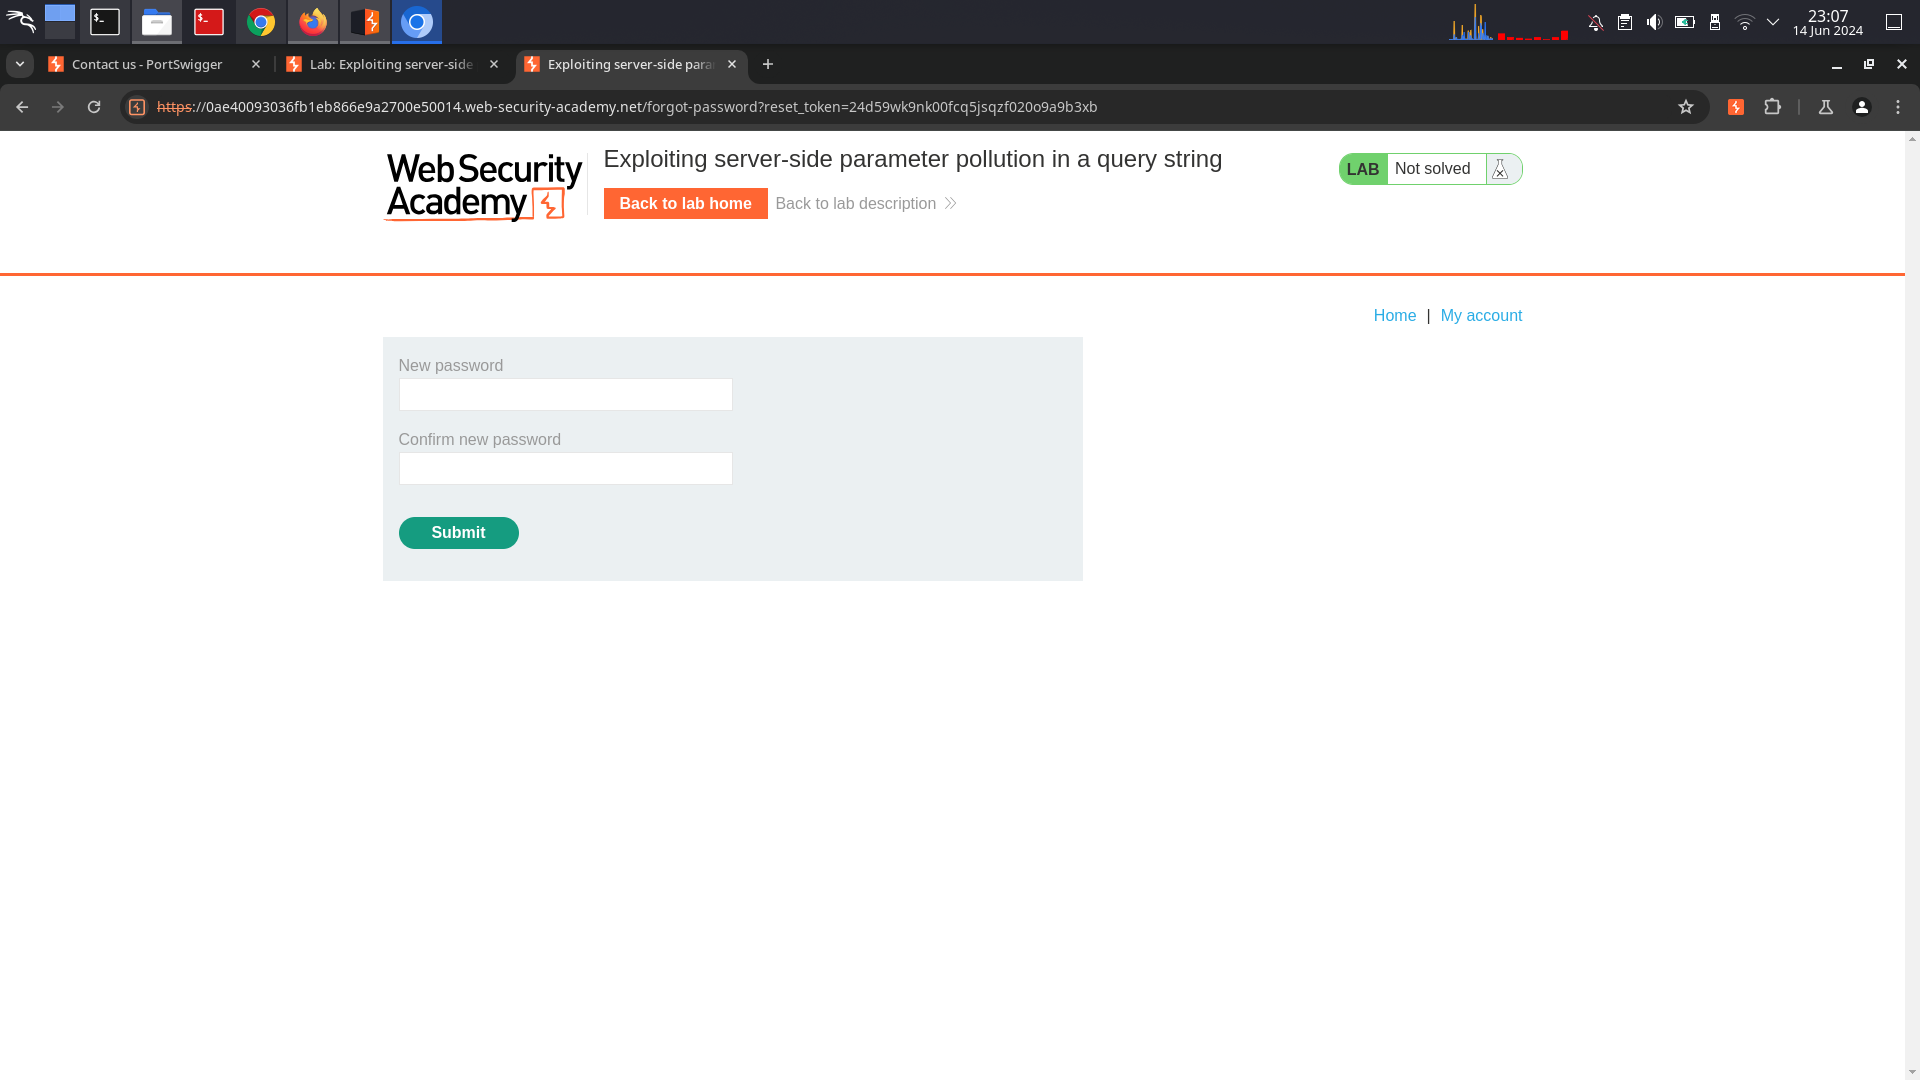 23:07
14 Jun 2024
Contact us - PortSwigger
Lab: Exploiting server-side
Exploiting server-side para
https://0ae40093036fb1eb866e9a2700e50014.web-security-academy.net/forgot-password?reset_token=24d59wk9nk00fcq5jsqzf020o9a9b3xb
Web Security
Academy
Exploiting server-side parameter pollution in a query string
Back to lab home
Back to lab description
LAB
Not solved
Home | My account
New password
Confirm new password
Submit